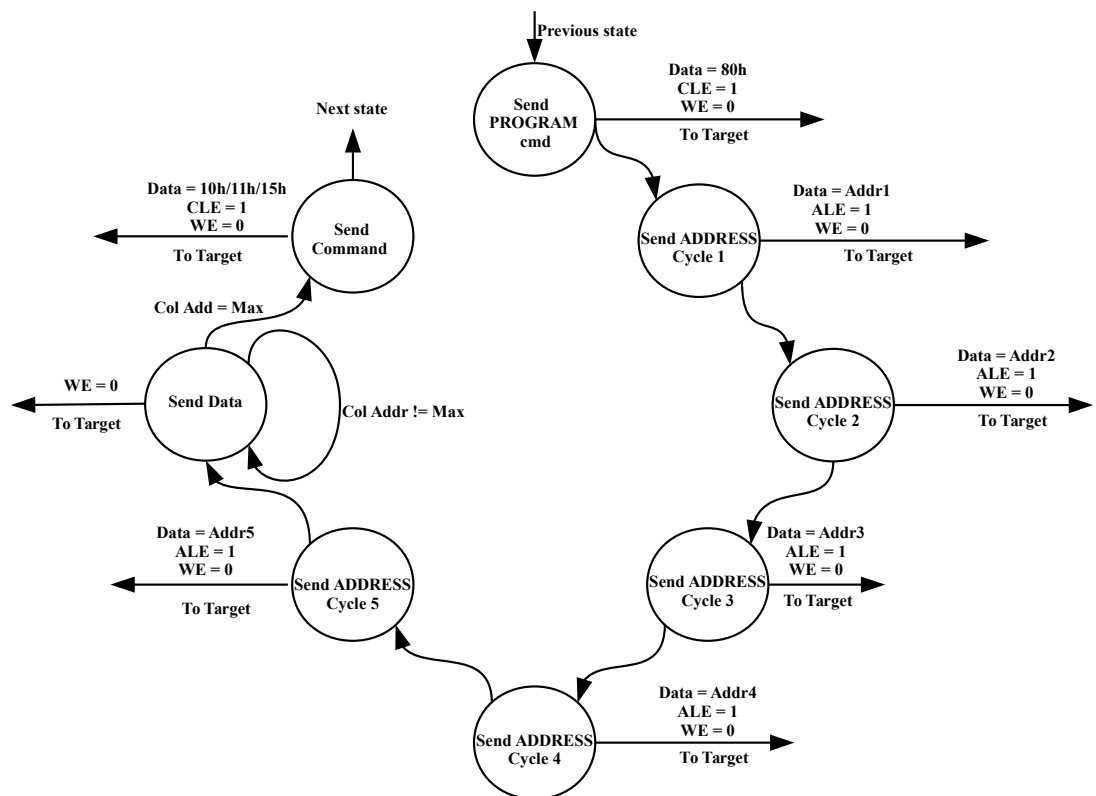 Previous state
Data = 80h
CLE = 1
WE = 0
To Target
Send
PROGRAM
cmd
Data = Addr1
ALE = 1
WE = 0
To Target
Send ADDRESS
Cycle 1
Data = Addr2
ALE = 1
WE = 0
To Target
Send ADDRESS
Cycle 2
Data = Addr3
ALE = 1
WE = 0
To Target
Send ADDRESS
Cycle 3
Data = Addr4
ALE = 1
WE = 0
To Target
Send ADDRESS
Cycle 4
Data = Addr5
ALE = 1
WE = 0
To Target
Send ADDRESS
Cycle 5
WE = 0
To Target
Send Data
Col Addr != Max
Col Add = Max
Data = 10h/11h/15h
CLE = 1
WE = 0
To Target
Send
Command
Next state